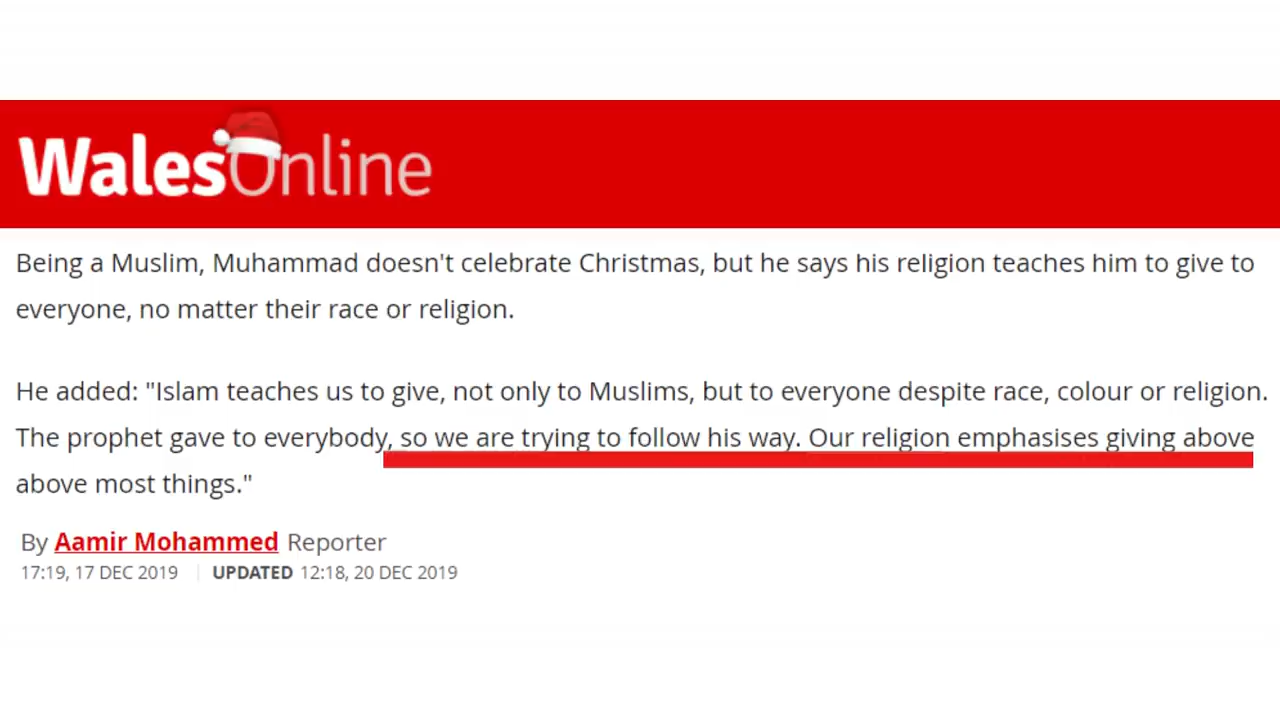 WalesOnline
Being a Muslim, Muhammad doesn't celebrate Christmas, but he says his religion teaches him to give to
everyone, no matter their race or religion.
He added: "Islam teaches us to give, not only to Muslims, but to everyone despite race, colour or religion.
The prophet gave to everybody, so we are trying to follow his way. Our religion emphasises giving above
above most things."
By Aamir Mohammed Reporter
17:19, 17 DEC 2019 | UPDATED 12:18, 20 DEC 2019